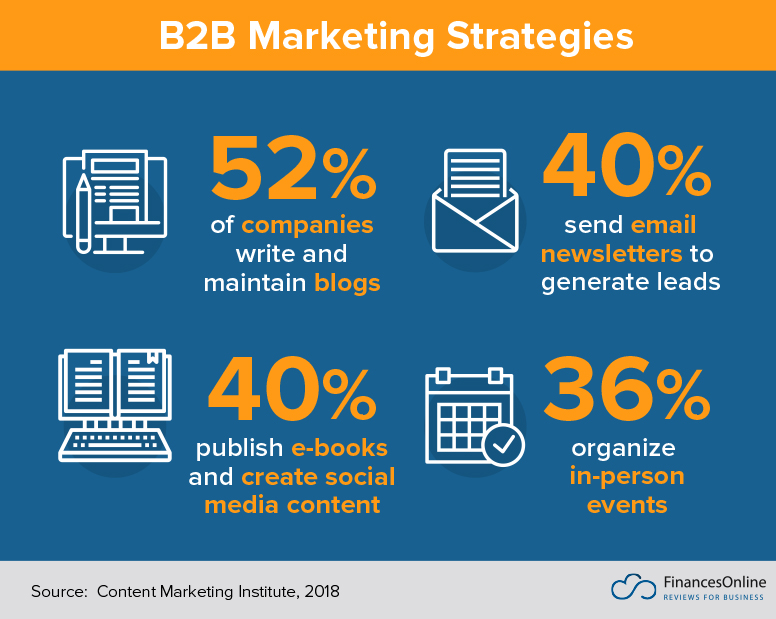 B2B Marketing Strategies
52%
of companies
write and
maintain blogs
40%
send email
newsletters to
generate leads
40%
publish e-books
and create social
media content
36%
organize
in-person
events
Source: Content Marketing Institute, 2018
FinancesOnline
REVIEWS FOR BUSINESS